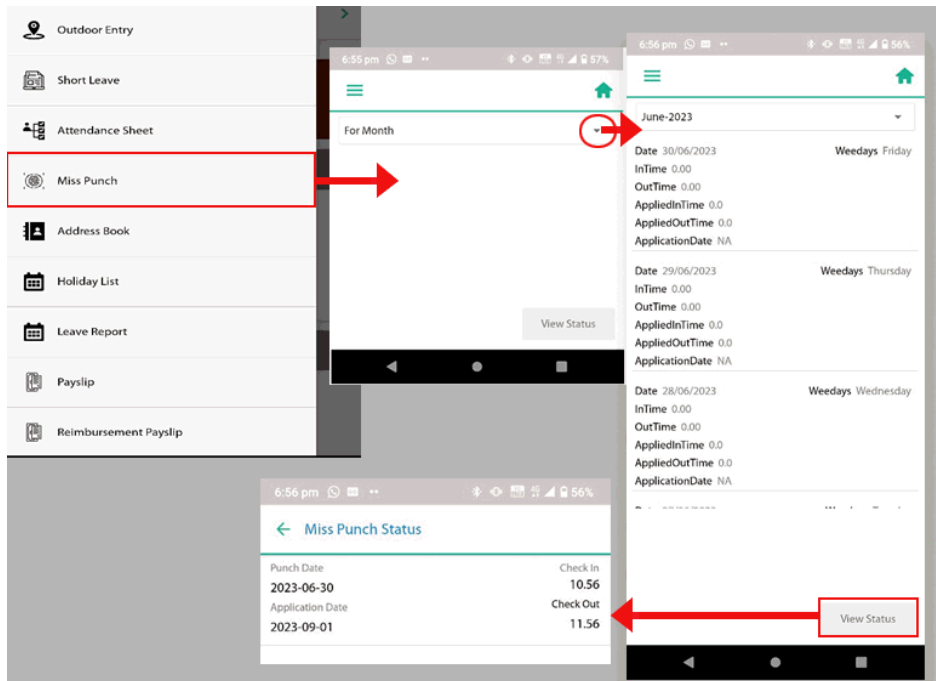 Outdoor Entry
Short Leave
Attendance Sheet
Miss Punch
Address Book
Holiday List
Leave Report
Payslip
Reimbursement Payslip
6:55 pm 57%
For Month
View Status
6:56 pm 56%
June-2023
Date 30/06/2023 Weedays Friday
InTime 0.00
OutTime 0.00
AppliedInTime 0.0
AppliedOutTime 0.0
ApplicationDate NA
Date 29/06/2023 Weedays Thursday
InTime 0.00
OutTime 0.00
AppliedInTime 0.0
AppliedOutTime 0.0
ApplicationDate NA
Date 28/06/2023 Weedays Wednesday
InTime 0.00
OutTime 0.00
AppliedInTime 0.0
AppliedOutTime 0.0
ApplicationDate NA
View Status
6:56 pm 4G 56%
Miss Punch Status
Punch Date Check In
2023-06-30 10.56
Application Date Check Out
2023-09-01 11.56